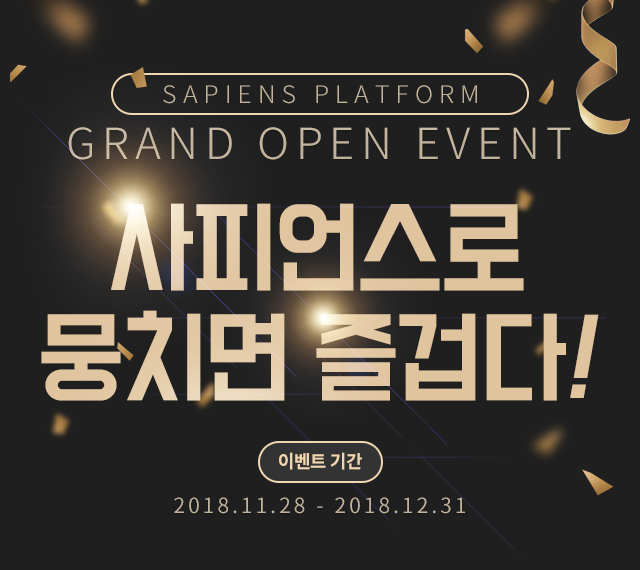 SAPIENS PLATFORM
GRAND OPEN EVENT
사피언스로
뭉치면 즐겁다!
이벤트 기간
2018.11.28 - 2018.12.31